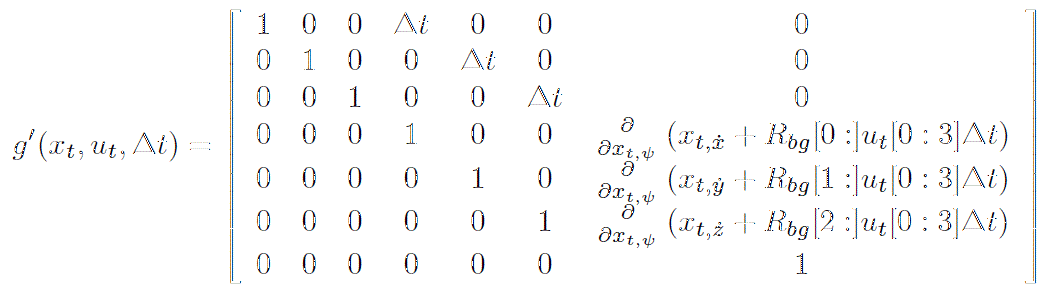 1 0 0 Δt 0 0 0
0 1 0 0 Δt 0 0
0 0 1 0 0 Δt 0
g′(x_t, u_t, Δt) = 0 0 0 1 0 0 ∂/∂x_{t,ψ} (x_{t,ẋ} + R_{bg}[0 :]u_t[0 : 3]Δt)
0 0 0 0 1 0 ∂/∂x_{t,ψ} (x_{t,ẏ} + R_{bg}[1 :]u_t[0 : 3]Δt)
0 0 0 0 0 1 ∂/∂x_{t,ψ} (x_{t,ż} + R_{bg}[2 :]u_t[0 : 3]Δt)
0 0 0 0 0 0 1